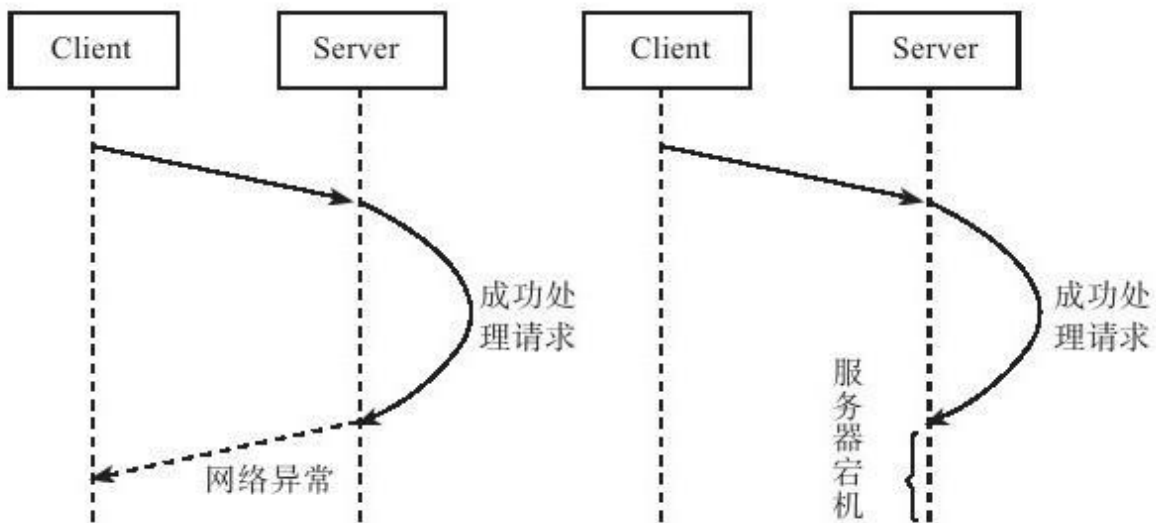 Client
Server
Client
Server
成功处
理请求
网络异常
成功处
理请求
服务器宕机